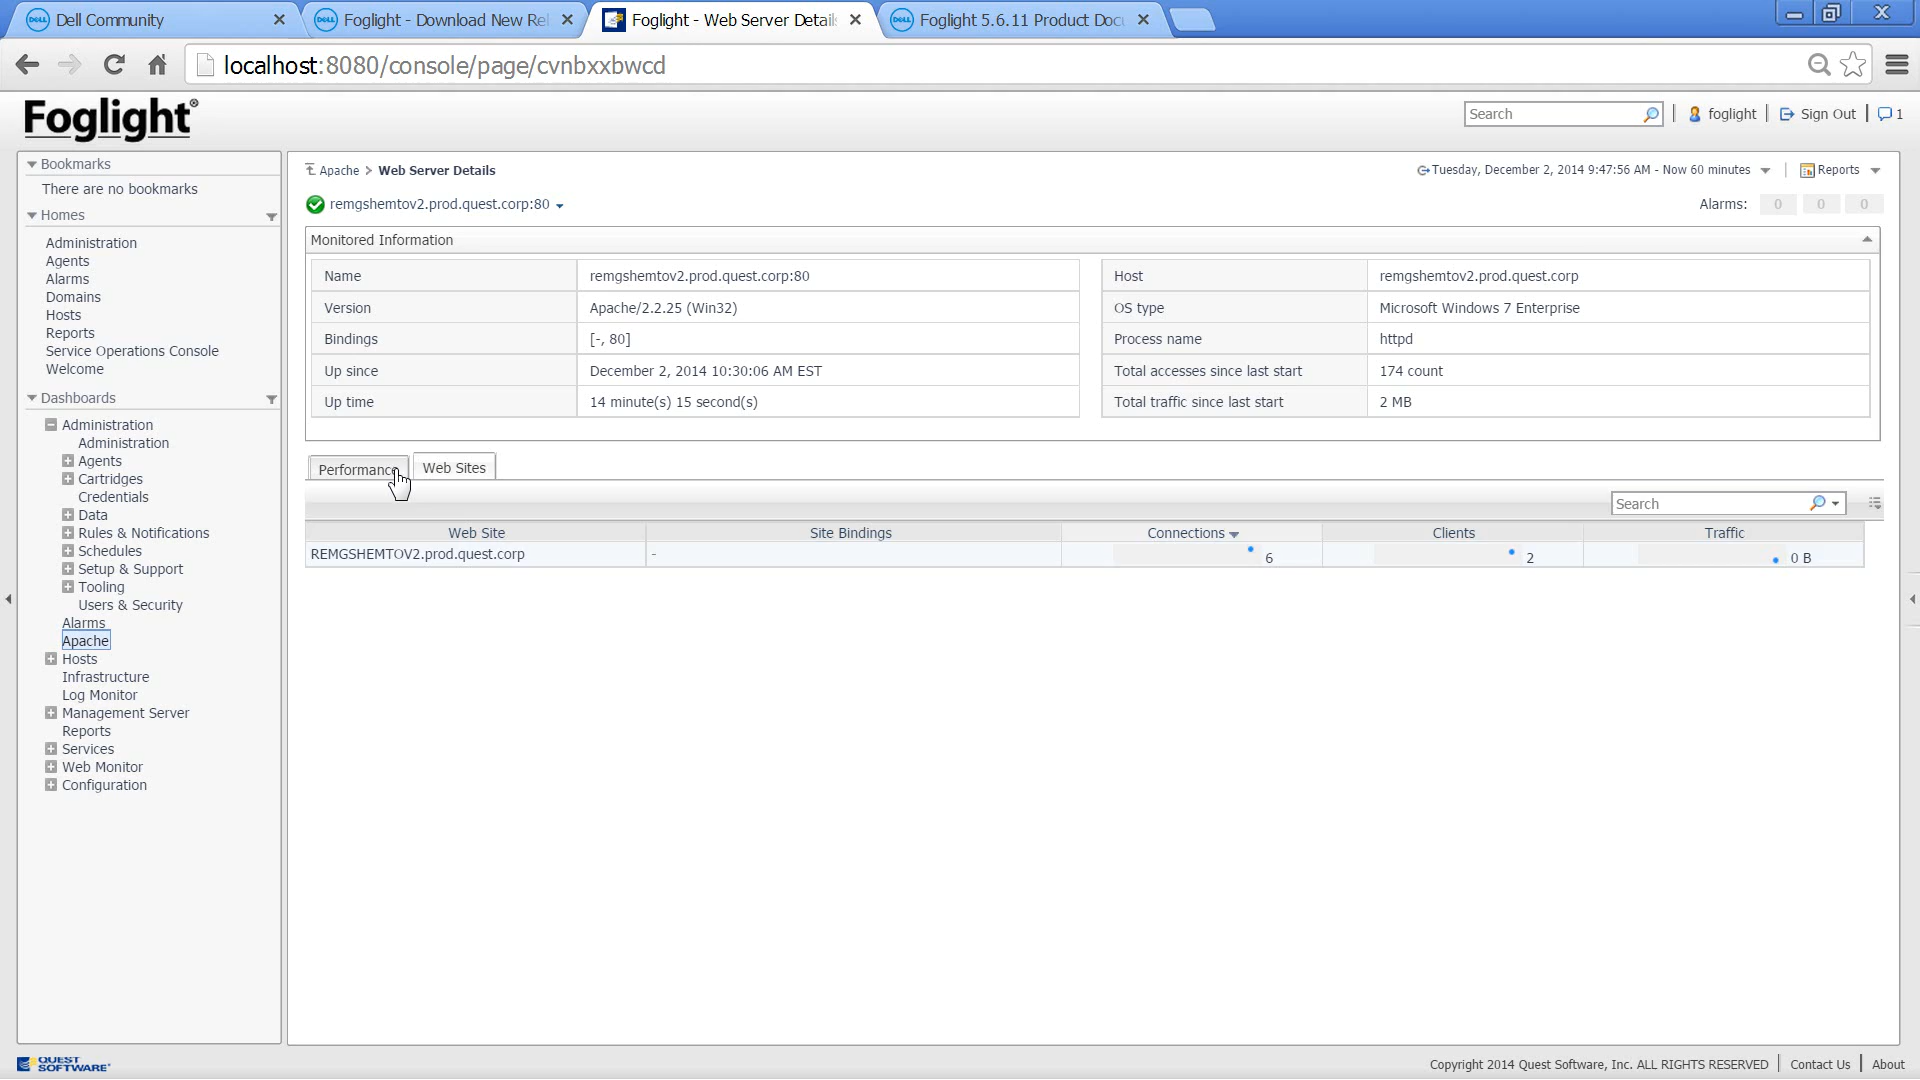 Dell Community
Foglight - Download New Rel
Foglight - Web Server Details
Foglight 5.6.11 Product Docu
localhost:8080/console/page/cvnbxxbwcd
Foglight®
Search
foglight
Sign Out
1
Bookmarks
There are no bookmarks
Homes
Administration
Agents
Alarms
Domains
Hosts
Reports
Service Operations Console
Welcome
Dashboards
Administration
Administration
Agents
Cartridges
Credentials
Data
Rules & Notifications
Schedules
Setup & Support
Tooling
Users & Security
Alarms
Apache
Hosts
Infrastructure
Log Monitor
Management Server
Reports
Services
Web Monitor
Configuration
Apache > Web Server Details
Tuesday, December 2, 2014 9:47:56 AM - Now 60 minutes
Reports
remgshemtov2.prod.quest.corp:80
Alarms: 0 0 0
Monitored Information
Name remgshemtov2.prod.quest.corp:80
Version Apache/2.2.25 (Win32)
Bindings [-, 80]
Up since December 2, 2014 10:30:06 AM EST
Up time 14 minute(s) 15 second(s)
Host remgshemtov2.prod.quest.corp
OS type Microsoft Windows 7 Enterprise
Process name httpd
Total accesses since last start 174 count
Total traffic since last start 2 MB
Performance
Web Sites
Search
Web Site Site Bindings Connections Clients Traffic
REMGSHEMTOV2.prod.quest.corp - 6 2 0 B
QUEST SOFTWARE
Copyright 2014 Quest Software, Inc. ALL RIGHTS RESERVED
Contact Us
About